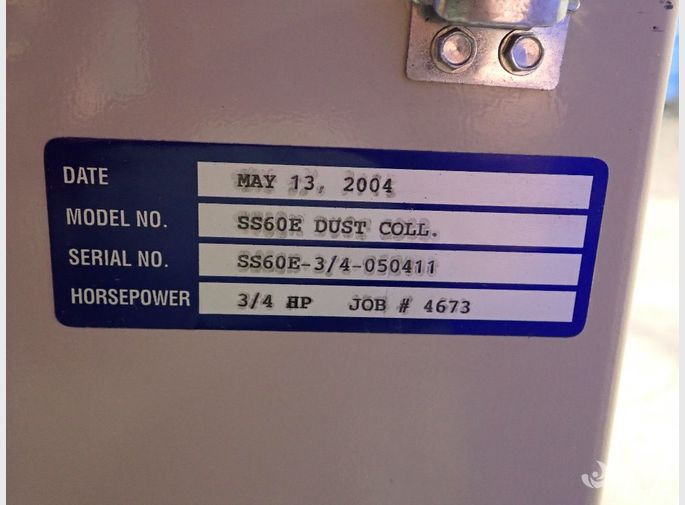 DATE MAY 13, 2004
MODEL NO. SS60E DUST COLL.
SERIAL NO. SS60E-3/4-050411
HORSEPOWER 3/4 HP JOB # 4673